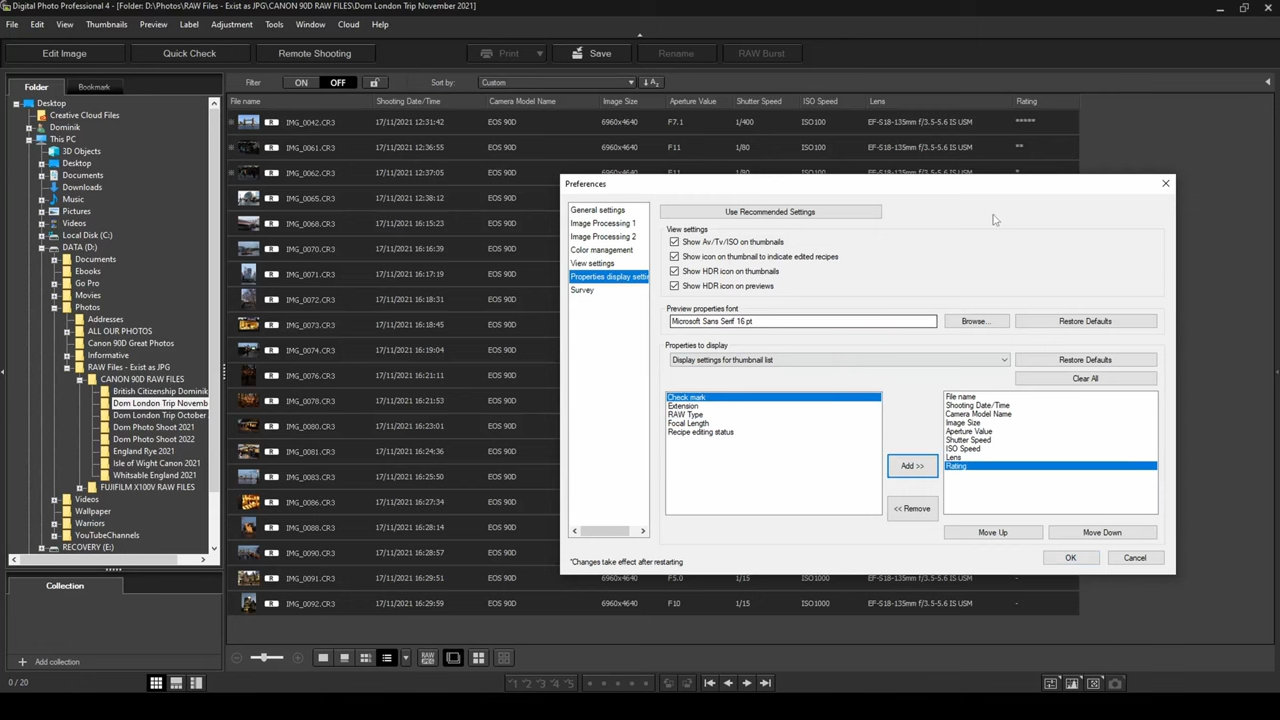 Digital Photo Professional 4 - [Folder: D:\Photos\RAW Files - Exist as JPG\CANON 90D RAW FILES\Dom London Trip November 2021]
File Edit View Thumbnails Preview Label Adjustment Tools Window Cloud Help
Edit Image Quick Check Remote Shooting Print Save Rename RAW Burst
Folder Bookmark
Filter ON OFF Sort by: Custom
File name Shooting Date/Time Camera Model Name Image Size Aperture Value Shutter Speed ISO Speed Lens Rating
IMG_0042.CR3 17/11/2021 12:31:42 EOS 90D 6960x4640 F7.1 1/400 ISO100 EF-S18-135mm f/3.5-5.6 IS USM *****
IMG_0061.CR3 17/11/2021 12:36:55 EOS 90D 6960x4640 F11 1/80 ISO100 EF-S18-135mm f/3.5-5.6 IS USM **
IMG_0062.CR3 17/11/2021 12:37:05 EOS 90D 6960x4640 F11 1/80 ISO100 EF-S18-135mm f/3.5-5.6 IS USM *
IMG_0065.CR3 17/11/2021 12:38:44 EOS 90D
IMG_0068.CR3 17/11/2021 EOS 90D
IMG_0070.CR3 17/11/2021 EOS 90D
IMG_0071.CR3 17/11/2021 16:17:19 EOS 90D
IMG_0072.CR3 17/11/2021 16:18:31 EOS 90D
IMG_0073.CR3 17/11/2021 16:18:45 EOS 90D
IMG_0074.CR3 17/11/2021 16:19:04 EOS 90D
IMG_0076.CR3 17/11/2021 16:21:11 EOS 90D
IMG_0078.CR3 17/11/2021 16:21:13 EOS 90D
IMG_0080.CR3 17/11/2021 16:23:01 EOS 90D
IMG_0081.CR3 17/11/2021 16:24:36 EOS 90D
IMG_0083.CR3 17/11/2021 16:25:32 EOS 90D
IMG_0086.CR3 17/11/2021 16:27:34 EOS 90D
IMG_0088.CR3 17/11/2021 16:28:14 EOS 90D
IMG_0090.CR3 17/11/2021 16:29:53 EOS 90D
IMG_0091.CR3 17/11/2021 16:29:55 EOS 90D 6960x4640 F5.0 1/15 ISO1000 EF-S18-135mm f/3.5-5.6 IS USM -
IMG_0092.CR3 17/11/2021 16:29:59 EOS 90D 6960x4640 F10 1/15 ISO1000 EF-S18-135mm f/3.5-5.6 IS USM -
Desktop
Creative Cloud Files
Dominik
This PC
3D Objects
Desktop
Documents
Downloads
Music
Pictures
Videos
Local Disk (C:)
DATA (D:)
Documents
Ebooks
Go Pro
Movies
Photos
Addresses
ALL OUR PHOTOS
Canon 90D Great Photos
Informative
RAW Files - Exist as JPG
CANON 90D RAW FILES
British Citizenship Dominik
Dom London Trip Novemb
Dom London Trip October
Dom Photo Shoot 2021
Dom Photo Shoot 2022
England Rye 2021
Isle of Wight Canon 2021
Whitsable England 2021
FUJIFILM X100V RAW FILES
Videos
Wallpaper
Warriors
YouTubeChannels
RECOVERY (E:)
Collection
Add collection
0 / 20
Preferences
General settings
Image Processing 1
Image Processing 2
Color management
View settings
Properties display setti
Survey
Use Recommended Settings
View settings
Show Av/Tv/ISO on thumbnails
Show icon on thumbnail to indicate edited recipes
Show HDR icon on thumbnails
Show HDR icon on previews
Preview properties font
Microsoft Sans Serif 16 pt Browse... Restore Defaults
Properties to display
Display settings for thumbnail list Restore Defaults
Clear All
Check mark
Extension
RAW Type
Focal Length
Recipe editing status
Add >>
<< Remove
File name
Shooting Date/Time
Camera Model Name
Image Size
Aperture Value
Shutter Speed
ISO Speed
Lens
Rating
Move Up Move Down
*Changes take effect after restarting
OK Cancel
RAW JPEG
*1 *2 *3 *4 *5